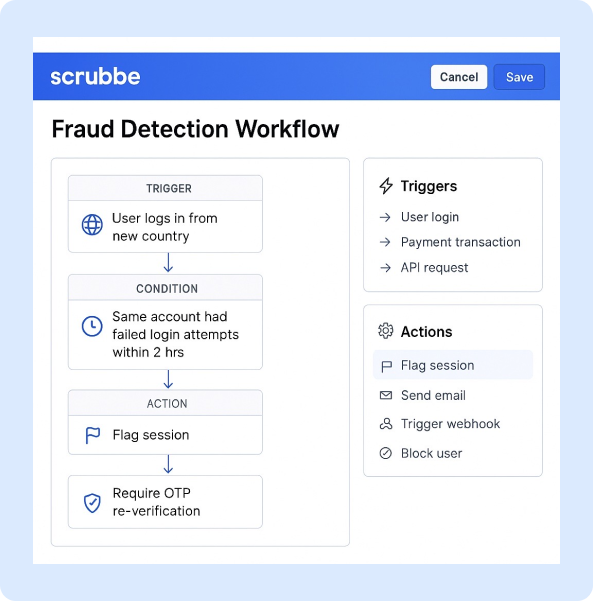 scrubbe
Cancel
Save
Fraud Detection Workflow
TRIGGER
User logs in from
new country
CONDITION
Same account had
failed login attempts
within 2 hrs
ACTION
Flag session
Require OTP
re-verification
Triggers
User login
Payment transaction
API request
Actions
Flag session
Send email
Trigger webhook
Block user